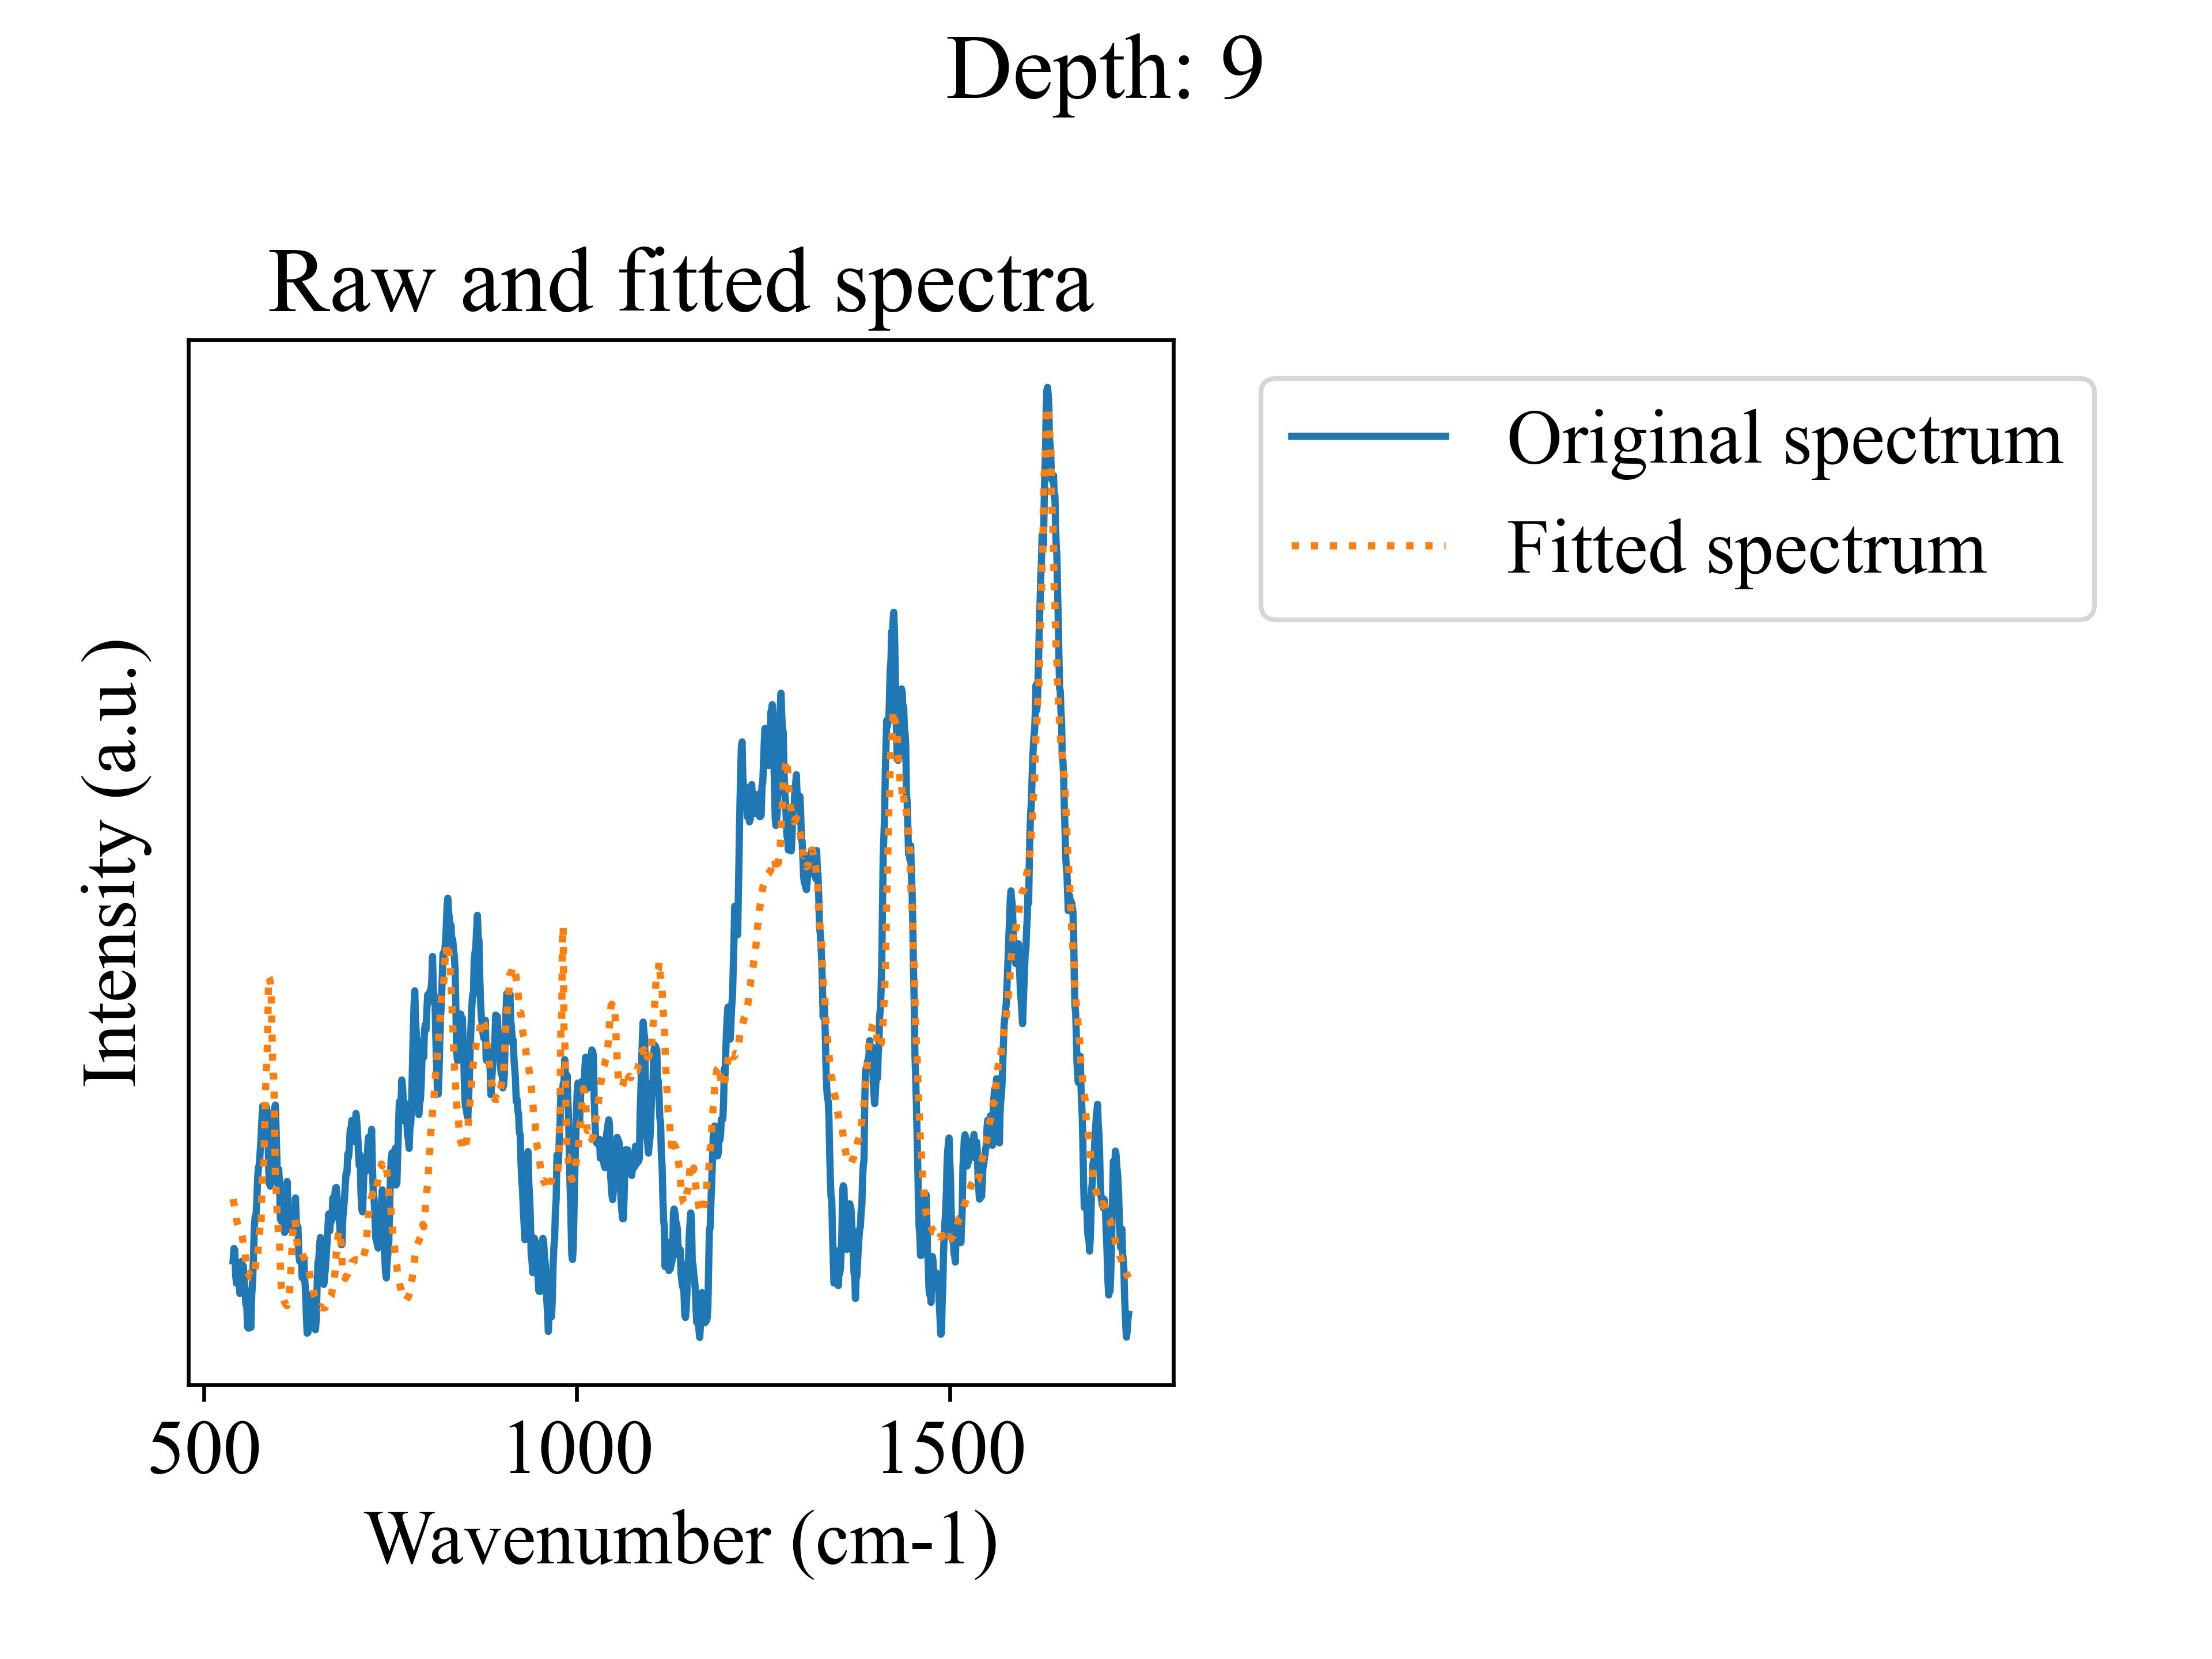 Depth: 9
Raw and fitted spectra
Original spectrum
Fitted spectrum
Intensity (a.u.)
500 1000 1500
Wavenumber (cm-1)